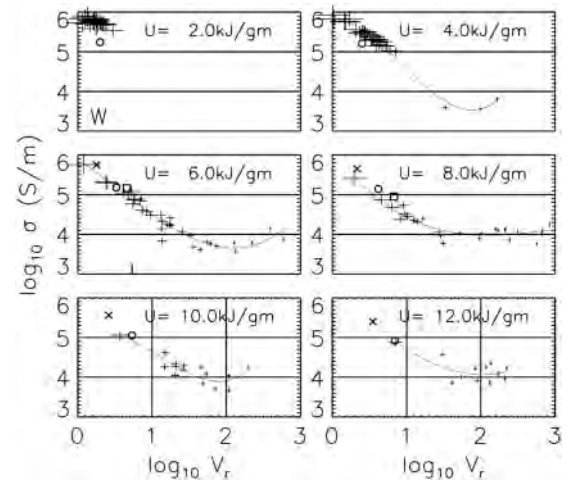 6
5
4
3
U= 2.0kJ/gm
W
6
5
4
3
U= 4.0kJ/gm
log10 σ (S/m)
6
5
4
3
U= 6.0kJ/gm
6
5
4
3
U= 8.0kJ/gm
6
5
4
3
U= 10.0kJ/gm
6
5
4
3
U= 12.0kJ/gm
0 1 2 3
0 1 2 3
log10 Vr
log10 Vr